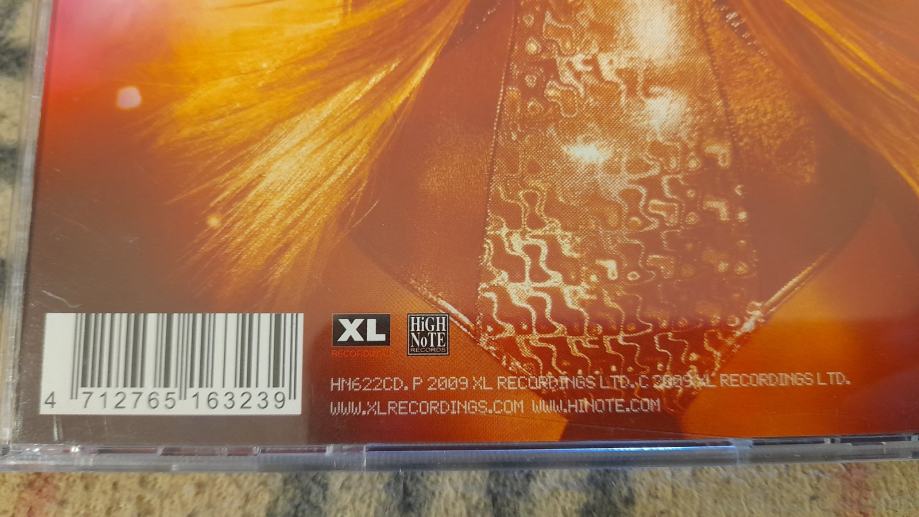 XL
RECORDINGS
HiGH
NoTE
RECORDS
HN622CD. P 2009 XL RECORDINGS LTD. C 2009 XL RECORDINGS LTD.
WWW.XLRECORDINGS.COM WWW.HINOTE.COM
4 712765 163239